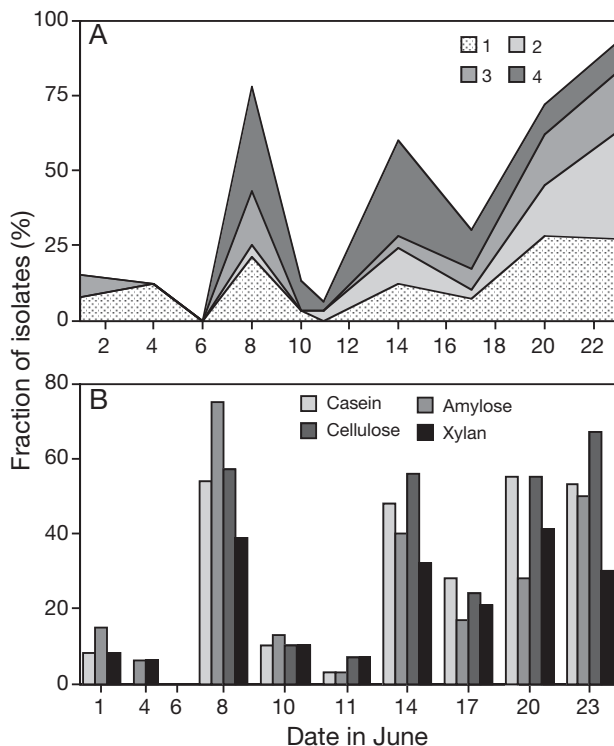 100
A
1 2
3 4
75
50
25
0
2 4 6 8 10 12 14 16 18 20 22
Fraction of isolates (%)
80
B
Casein Amylose
Cellulose Xylan
60
40
20
0
1 4 6 8 10 11 14 17 20 23
Date in June